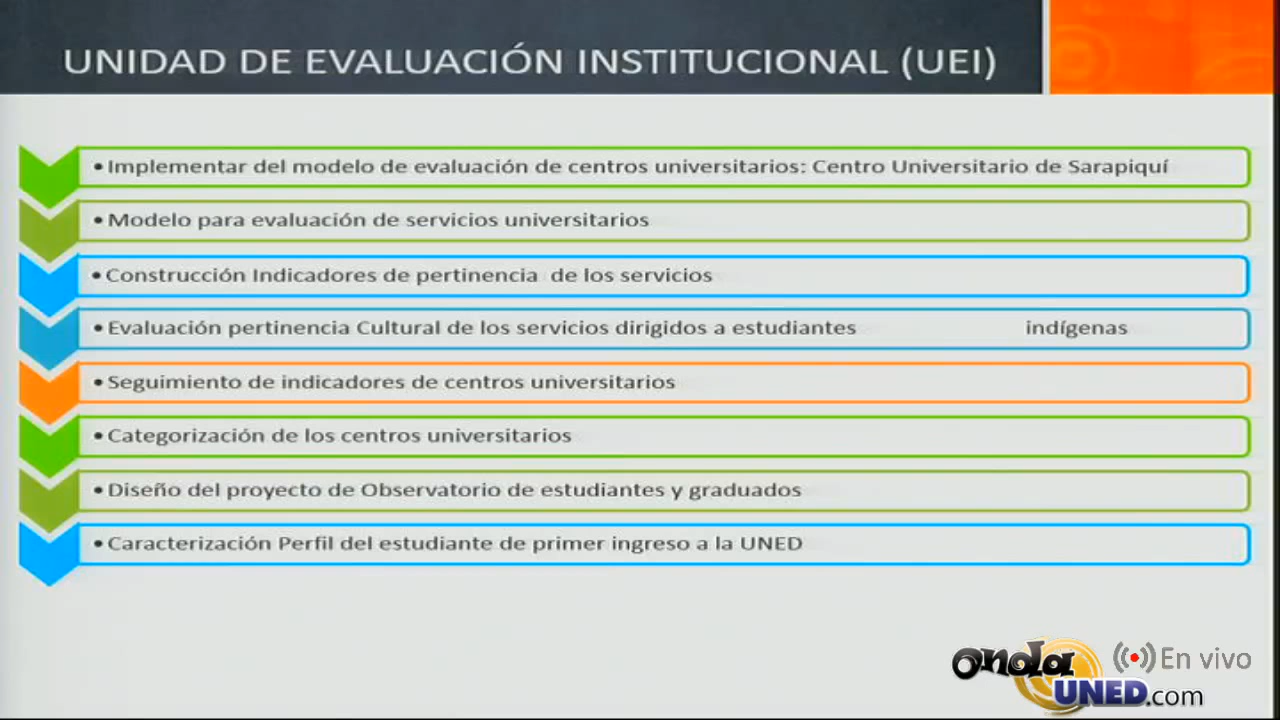 UNIDAD DE EVALUACIÓN INSTITUCIONAL (UEI)
• Implementar del modelo de evaluación de centros universitarios: Centro Universitario de Sarapiquí
• Modelo para evaluación de servicios universitarios
• Construcción Indicadores de pertinencia de los servicios
• Evaluación pertinencia Cultural de los servicios dirigidos a estudiantes indígenas
• Seguimiento de indicadores de centros universitarios
• Categorización de los centros universitarios
• Diseño del proyecto de Observatorio de estudiantes y graduados
• Caracterización Perfil del estudiante de primer ingreso a la UNED
onda En vivo
UNED.com